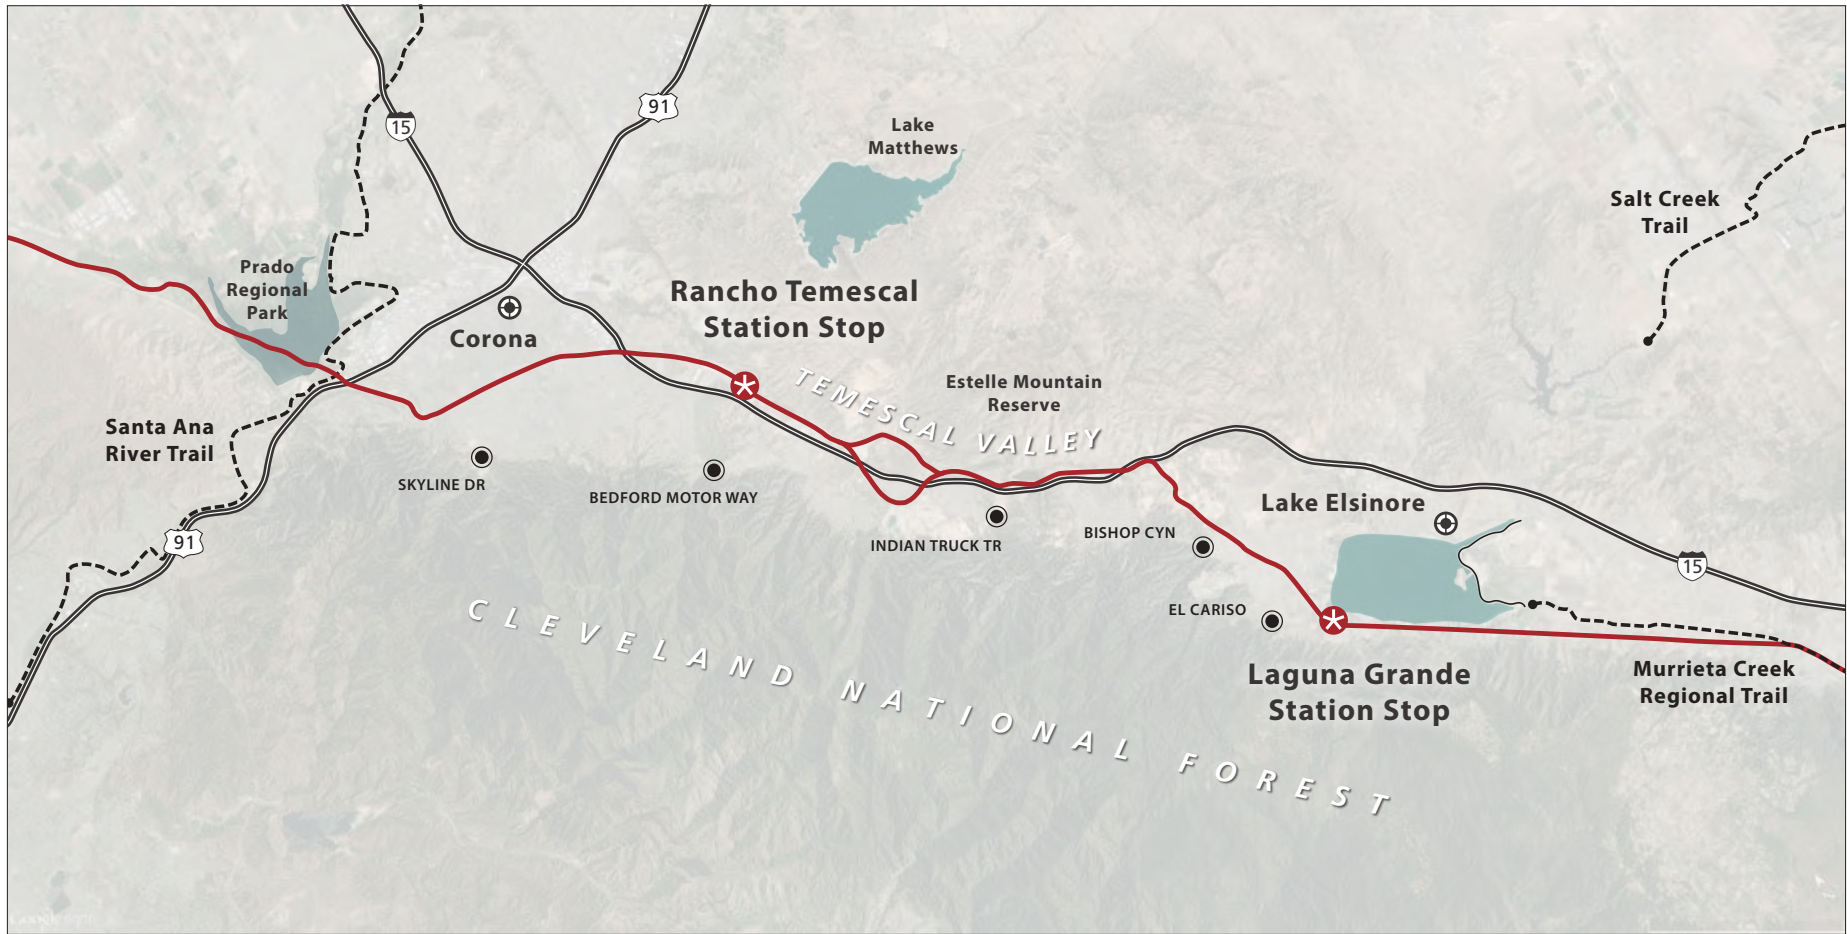 91
15
Lake
Matthews
Salt Creek
Trail
Prado
Regional
Park
Rancho Temescal
Station Stop
Corona
TEMESCAL VALLEY
Estelle Mountain
Reserve
Santa Ana
River Trail
SKYLINE DR
BEDFORD MOTOR WAY
Lake Elsinore
INDIAN TRUCK TR
BISHOP CYN
91
15
EL CARISO
CLEVELAND NATIONAL FOREST
Laguna Grande
Station Stop
Murrieta Creek
Regional Trail